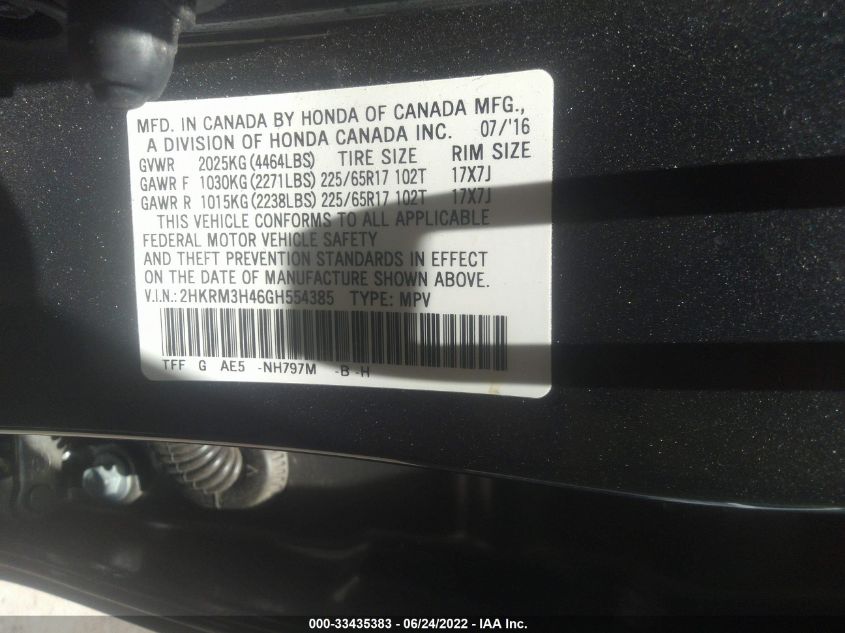 MFD. IN CANADA BY HONDA OF CANADA MFG.,
A DIVISION OF HONDA CANADA INC. 07/'16
GVWR 2025KG (4464LBS) TIRE SIZE RIM SIZE
GAWR F 1030KG (2271LBS) 225/65R17 102T 17X7J
GAWR R 1015KG (2238LBS) 225/65R17 102T 17X7J
THIS VEHICLE CONFORMS TO ALL APPLICABLE
FEDERAL MOTOR VEHICLE SAFETY
AND THEFT PREVENTION STANDARDS IN EFFECT
ON THE DATE OF MANUFACTURE SHOWN ABOVE.
V.I.N.: 2HKRM3H46GH554385 TYPE: MPV
TFF G AE5 -NH797M -B -H
000-33435383 - 06/24/2022 - IAA Inc.